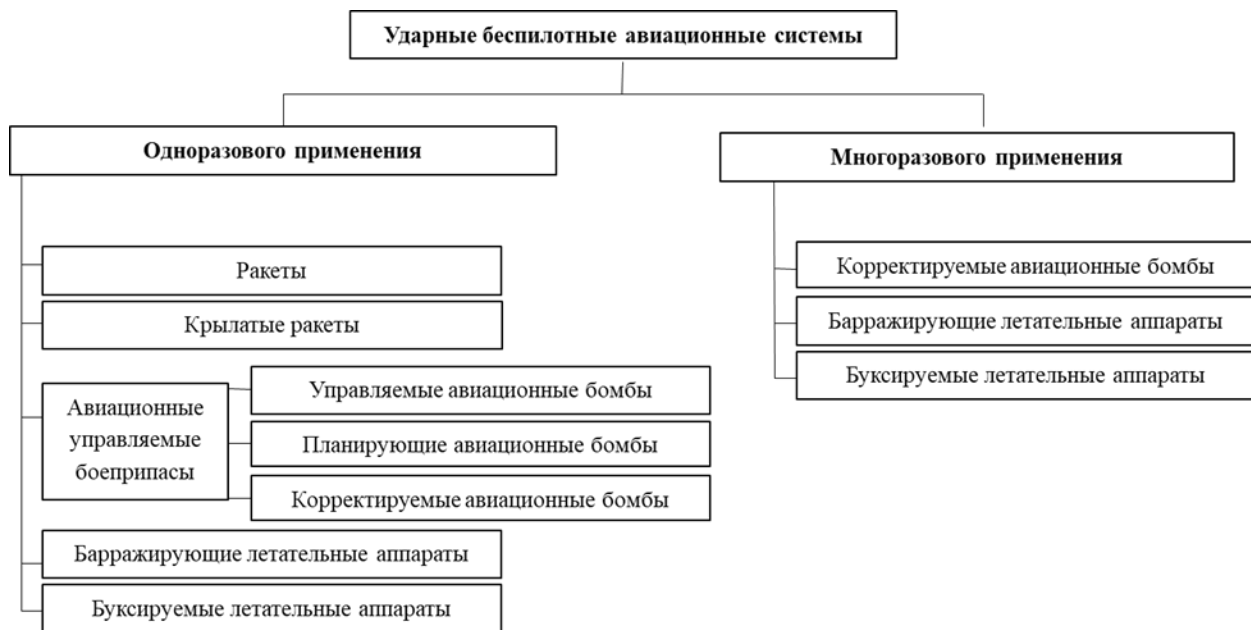 Ударные беспилотные авиационные системы
Одноразового применения
Многоразового применения
Ракеты
Крылатые ракеты
Авиационные
управляемые
боеприпасы
Управляемые авиационные бомбы
Планирующие авиационные бомбы
Корректируемые авиационные бомбы
Барражирующие летательные аппараты
Буксируемые летательные аппараты
Корректируемые авиационные бомбы
Барражирующие летательные аппараты
Буксируемые летательные аппараты